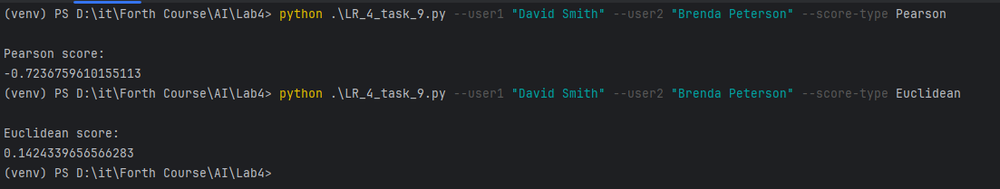 (venv) PS D:\it\Forth Course\AI\Lab4> python .\LR_4_task_9.py --user1 "David Smith" --user2 "Brenda Peterson" --score-type Pearson
Pearson score:
-0.7236759610155113
(venv) PS D:\it\Forth Course\AI\Lab4> python .\LR_4_task_9.py --user1 "David Smith" --user2 "Brenda Peterson" --score-type Euclidean
Euclidean score:
0.1424339656566283
(venv) PS D:\it\Forth Course\AI\Lab4>